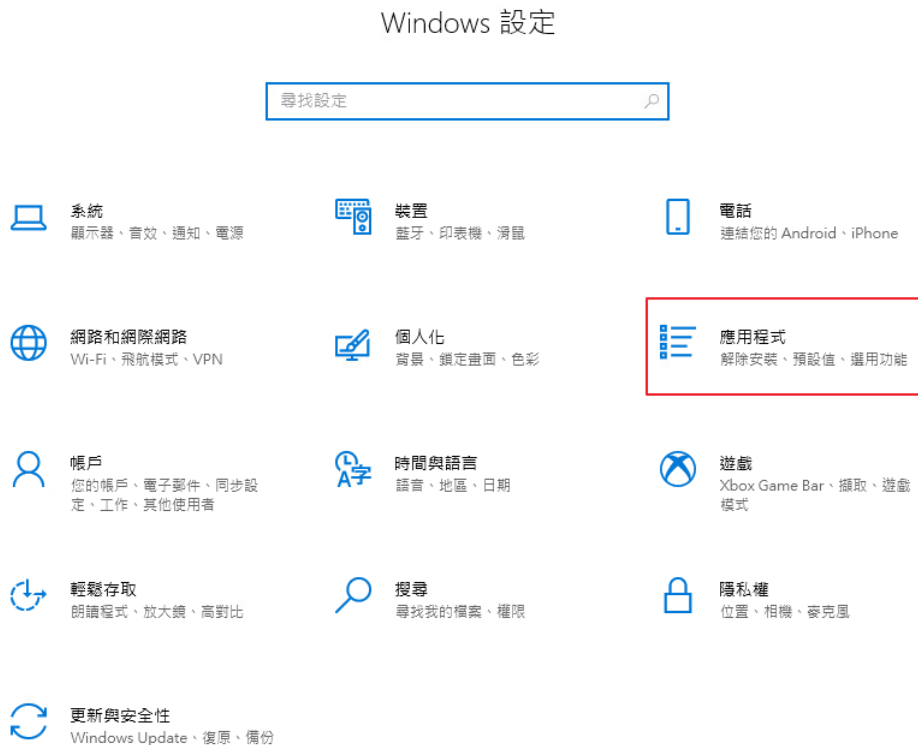 Windows 設定
尋找設定
系統
顯示器、音效、通知、電源
裝置
藍牙、印表機、滑鼠
電話
連結您的 Android、iPhone
網路和網際網路
Wi-Fi、飛航模式、VPN
個人化
背景、鎖定畫面、色彩
應用程式
解除安裝、預設值、選用功能
帳戶
您的帳戶、電子郵件、同步設
定、工作、其他使用者
時間與語言
語音、地區、日期
遊戲
Xbox Game Bar、擷取、遊戲
模式
輕鬆存取
朗讀程式、放大鏡、高對比
搜尋
尋找我的檔案、權限
隱私權
位置、相機、麥克風
更新與安全性
Windows Update、復原、備份